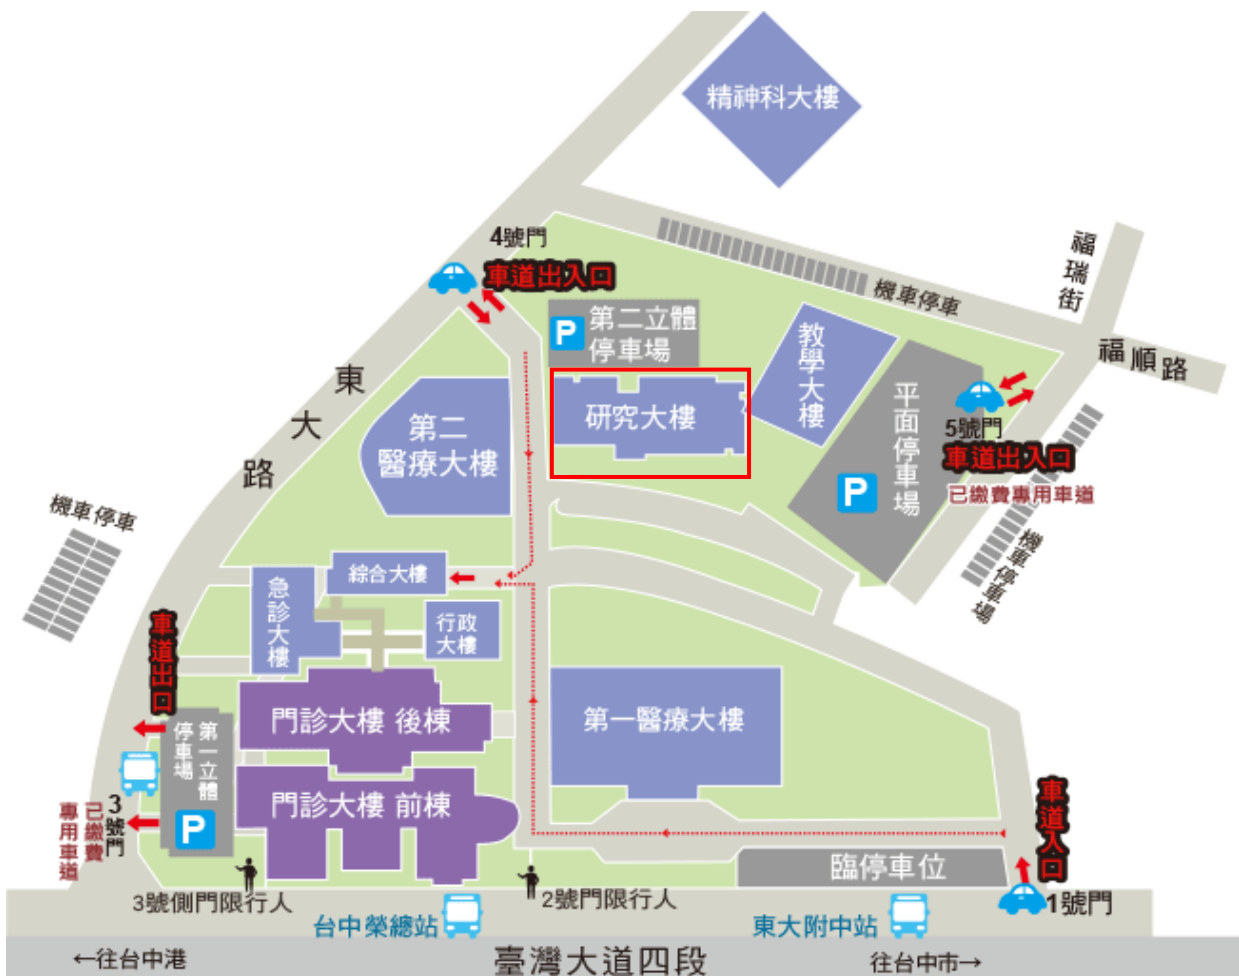 精神科大樓
4號門
車道出入口
福瑞街
機車停車
P
第二立體
停車場
教學大樓
福順路
東大路
研究大樓
平面停車場
P
5號門
車道出入口
已繳費專用車道
第二
醫療大樓
機車停車
機車停車場
綜合大樓
急診大樓
行政
大樓
車道出口
門診大樓 後棟
第一醫療大樓
第一立體
停車場
P
門診大樓 前棟
3號門
已繳費
專用車道
車道入口
臨停車位
1號門
3號側門限行人
2號門限行人
台中榮總站
東大附中站
←往台中港
臺灣大道四段
往台中市→